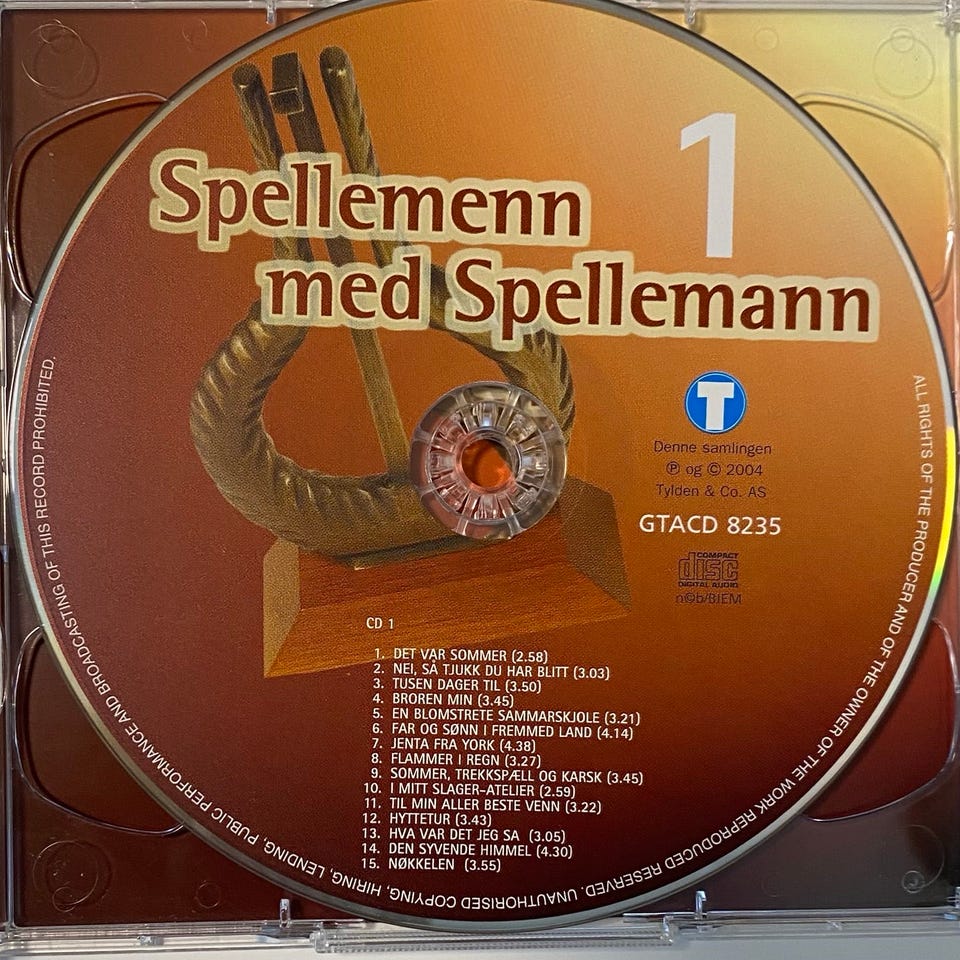 1
Spellemenn
med Spellemann
T
Denne samlingen
℗ og © 2004
Tylden & Co. AS
GTACD 8235
COMPACT
disc
DIGITAL AUDIO
n©b/BIEM
CD 1
1. DET VAR SOMMER (2.58)
2. NEI, SÅ TJUKK DU HAR BLITT (3.03)
3. TUSEN DAGER TIL (3.50)
4. BROREN MIN (3.45)
5. EN BLOMSTRETE SAMMARSKJOLE (3.21)
6. FAR OG SØNN I FREMMED LAND (4.14)
7. JENTA FRA YORK (4.38)
8. FLAMMER I REGN (3.27)
9. SOMMER, TREKKSPÆLL OG KARSK (3.45)
10. I MITT SLAGER-ATELIER (2.59)
11. TIL MIN ALLER BESTE VENN (3.22)
12. HYTTETUR (3.43)
13. HVA VAR DET JEG SA (3.05)
14. DEN SYVENDE HIMMEL (4.30)
15. NØKKELEN (3.55)
ALL RIGHTS OF THE PRODUCER AND OF THE OWNER OF THE WORK REPRODUCED RESERVED. UNAUTHORISED COPYING, HIRING, LENDING, PUBLIC PERFORMANCE AND BROADCASTING OF THIS RECORD PROHIBITED.